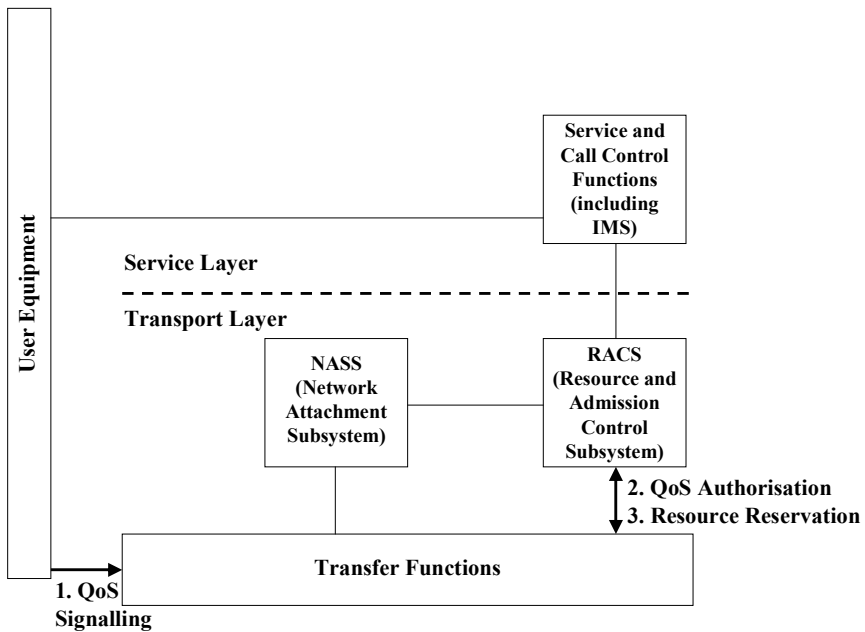 User Equipment
Service and
Call Control
Functions
(including
IMS)
Service Layer
Transport Layer
NASS
(Network
Attachment
Subsystem)
RACS
(Resource and
Admission
Control
Subsystem)
2. QoS Authorisation
3. Resource Reservation
Transfer Functions
1. QoS
Signalling